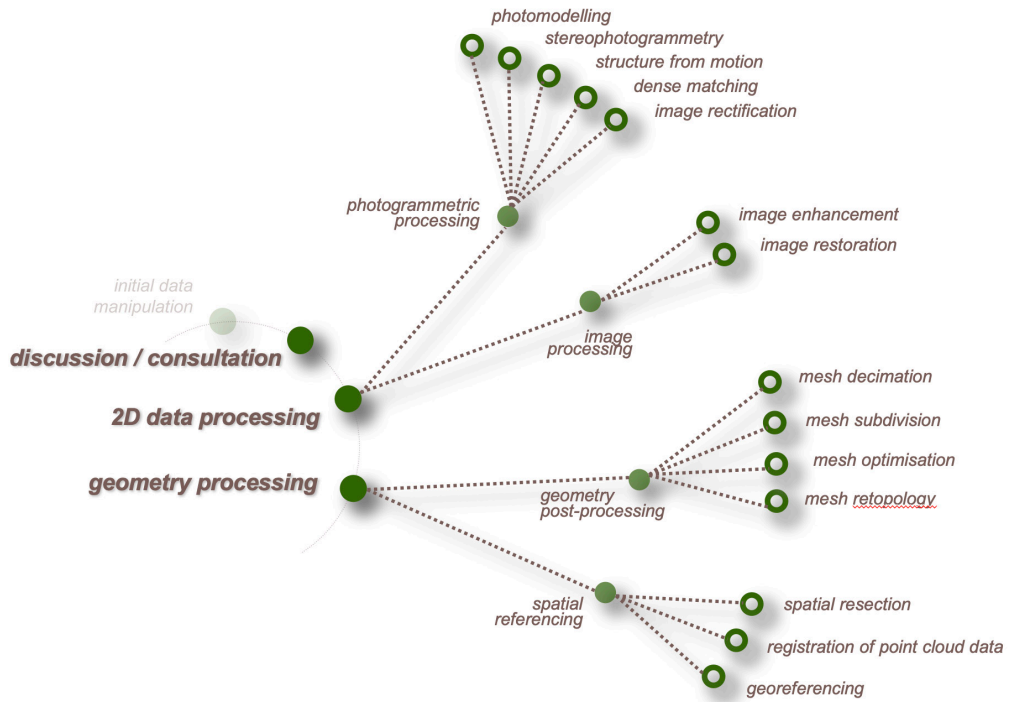 photomodelling
stereophotogrammetry
structure from motion
dense matching
image rectification
photogrammetric
processing
image enhancement
image restoration
initial data
manipulation
image
processing
discussion / consultation
2D data processing
mesh decimation
mesh subdivision
mesh optimisation
mesh retopology
geometry processing
geometry
post-processing
spatial
referencing
spatial resection
registration of point cloud data
georeferencing